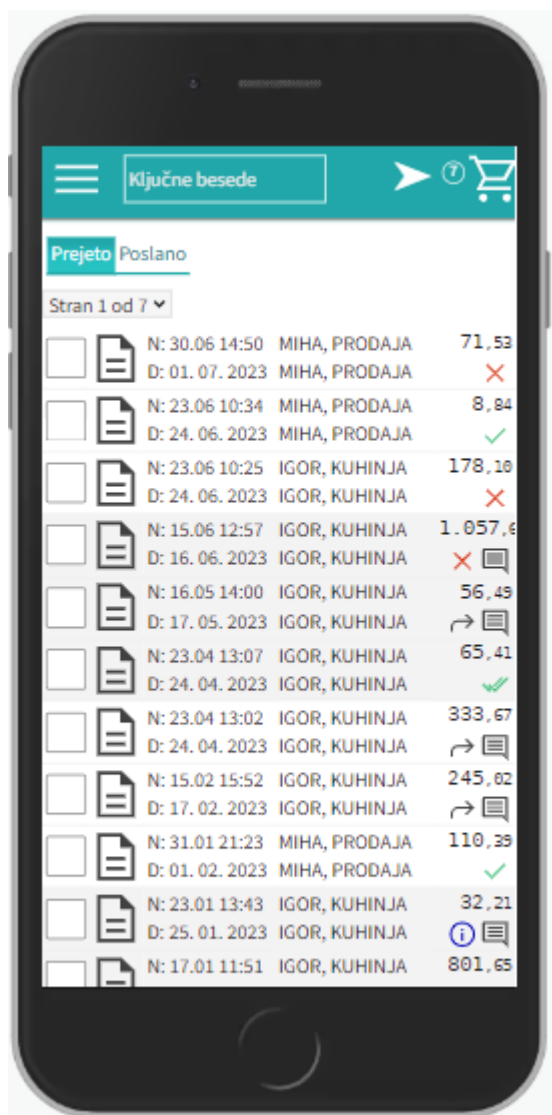 Ključne besede
7
Prejeto Poslano
Stran 1 od 7
N: 30.06 14:50 MIHA, PRODAJA 71,53
D: 01. 07. 2023 MIHA, PRODAJA
N: 23.06 10:34 MIHA, PRODAJA 8,84
D: 24. 06. 2023 MIHA, PRODAJA
N: 23.06 10:25 IGOR, KUHINJA 178,10
D: 24. 06. 2023 IGOR, KUHINJA
N: 15.06 12:57 IGOR, KUHINJA 1.057,6
D: 16. 06. 2023 IGOR, KUHINJA
N: 16.05 14:00 IGOR, KUHINJA 56,49
D: 17. 05. 2023 IGOR, KUHINJA
N: 23.04 13:07 IGOR, KUHINJA 65,41
D: 24. 04. 2023 IGOR, KUHINJA
N: 23.04 13:02 IGOR, KUHINJA 333,67
D: 24. 04. 2023 IGOR, KUHINJA
N: 15.02 15:52 IGOR, KUHINJA 245,02
D: 17. 02. 2023 IGOR, KUHINJA
N: 31.01 21:23 MIHA, PRODAJA 110,39
D: 01. 02. 2023 MIHA, PRODAJA
N: 23.01 13:43 IGOR, KUHINJA 32,21
D: 25. 01. 2023 IGOR, KUHINJA
N: 17.01 11:51 IGOR, KUHINJA 801,65